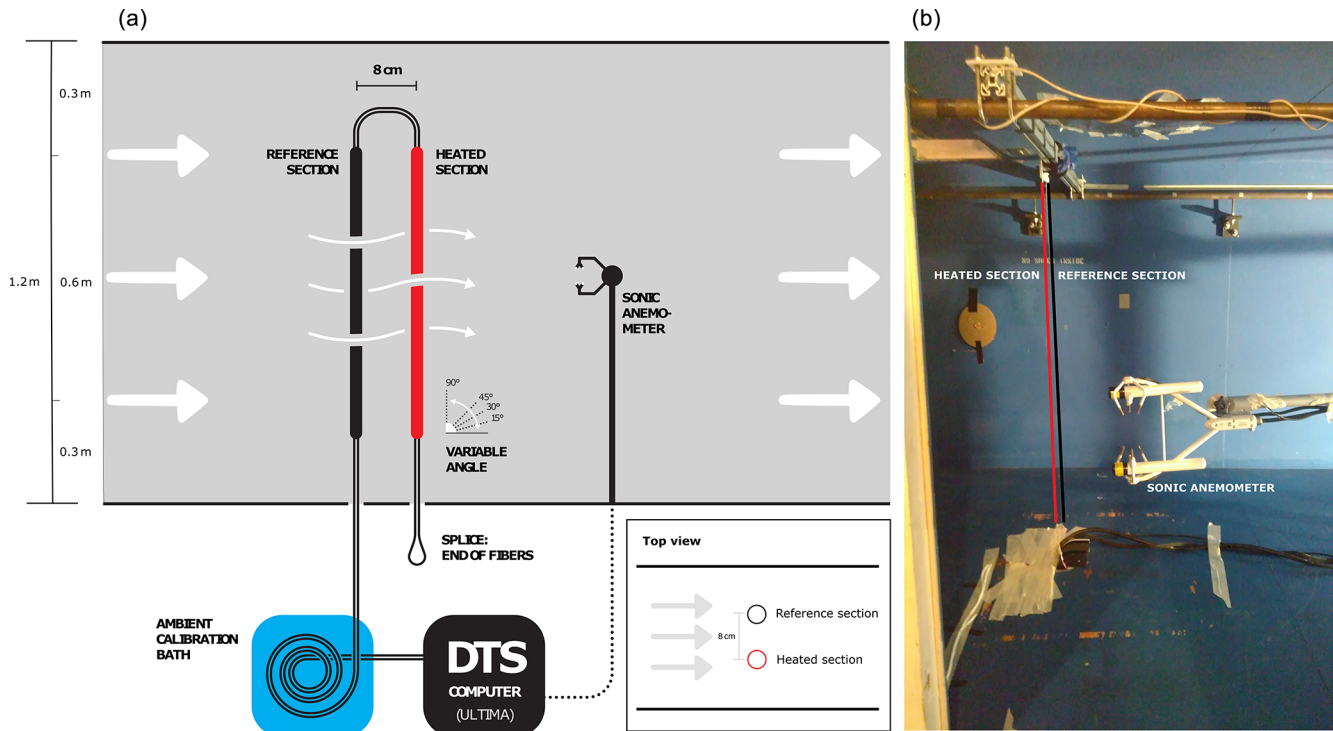 (a)
(b)
8 cm
0.3 m
REFERENCE
SECTION
HEATED
SECTION
1.2 m
0.6 m
SONIC
ANEMO-
METER
90°
45°
30°
15°
VARIABLE
ANGLE
0.3 m
SPLICE:
END OF FIBERS
AMBIENT
CALIBRATION
BATH
DTS
COMPUTER
(ULTIMA)
Top view
Reference section
8 cm
Heated section
HEATED SECTION
REFERENCE SECTION
SONIC ANEMOMETER